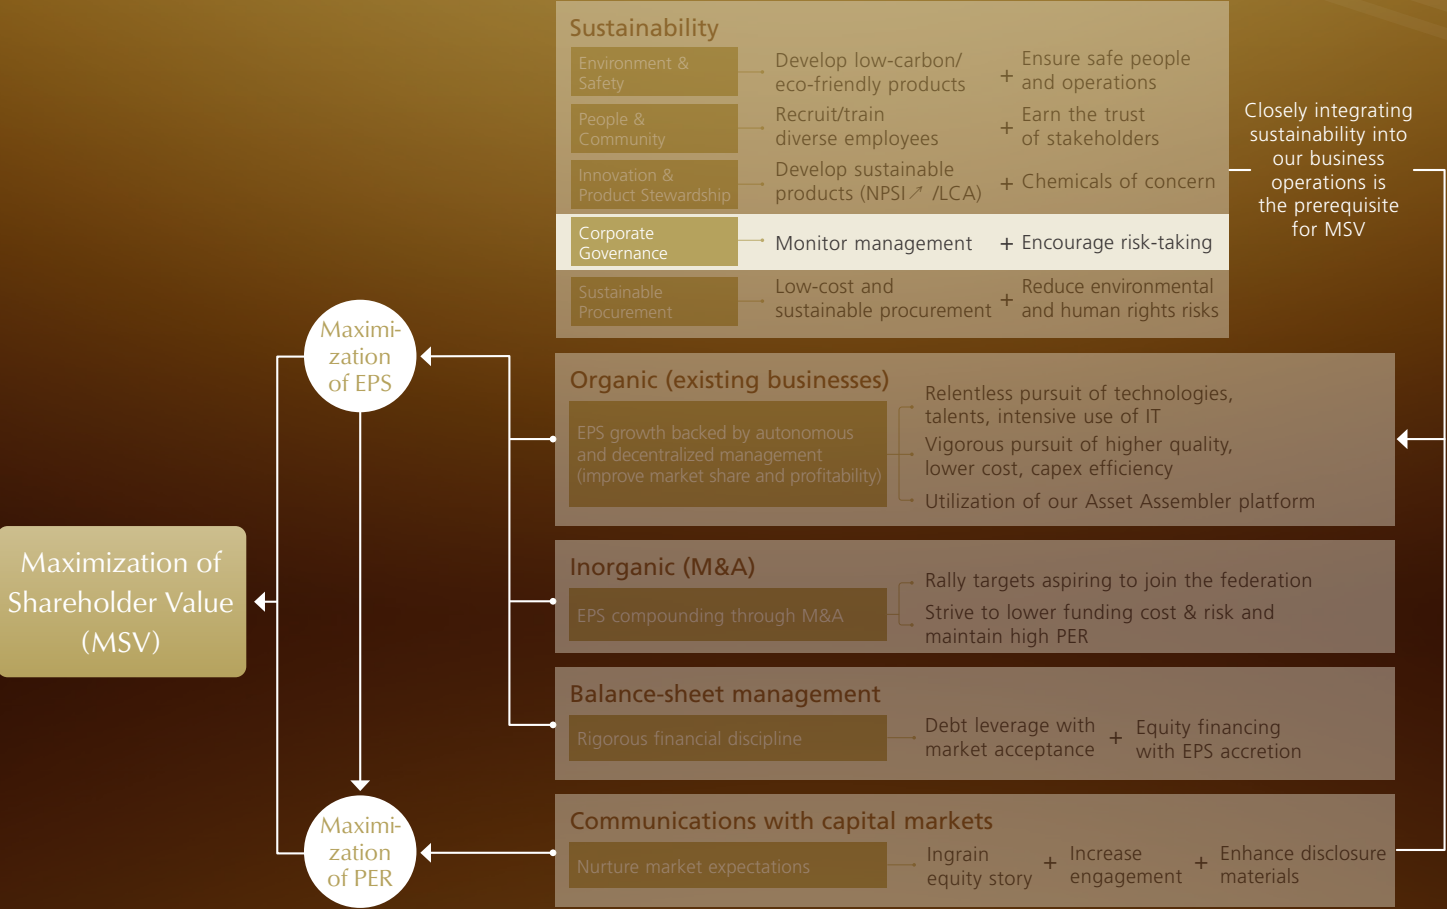 Sustainability
Environment &
Safety
Develop low-carbon/
eco-friendly products
+
Ensure safe people
and operations
People &
Community
Recruit/train
diverse employees
+
Earn the trust
of stakeholders
Innovation &
Product Stewardship
Develop sustainable
products (NPSI↗ /LCA)
+
Chemicals of concern
Corporate
Governance
Monitor management
+
Encourage risk-taking
Sustainable
Procurement
Low-cost and
sustainable procurement
+
Reduce environmental
and human rights risks
Closely integrating
sustainability into
our business
operations is
the prerequisite
for MSV
Maximi-
zation
of EPS
Organic (existing businesses)
EPS growth backed by autonomous
and decentralized management
(improve market share and profitability)
Relentless pursuit of technologies,
talents, intensive use of IT
Vigorous pursuit of higher quality,
lower cost, capex efficiency
Utilization of our Asset Assembler platform
Maximization of
Shareholder Value
(MSV)
Inorganic (M&A)
EPS compounding through M&A
Rally targets aspiring to join the federation
Strive to lower funding cost & risk and
maintain high PER
Balance-sheet management
Rigorous financial discipline
Debt leverage with
market acceptance
+
Equity financing
with EPS accretion
Maximi-
zation
of PER
Communications with capital markets
Nurture market expectations
Ingrain
equity story
+
Increase
engagement
+
Enhance disclosure
materials